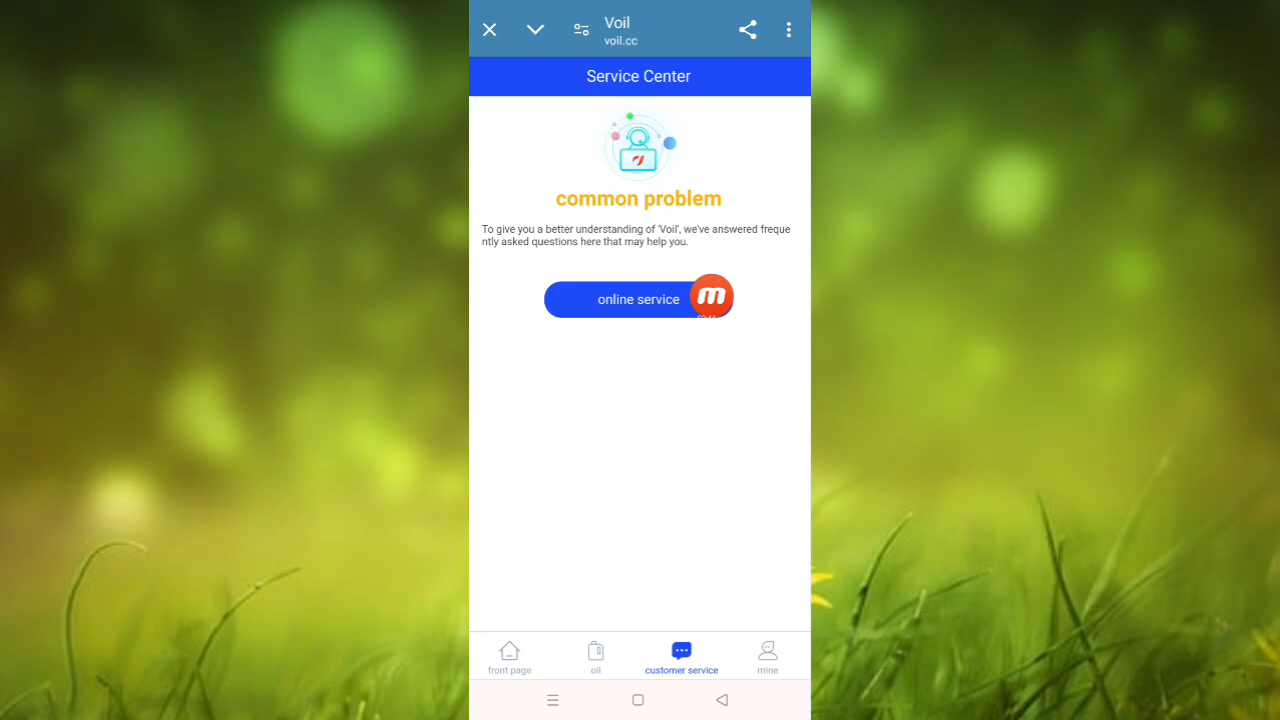 Voil
voil.cc
Service Center
common problem
To give you a better understanding of 'Voil', we've answered freque
ntly asked questions here that may help you.
online service
m
front page
oil
customer service
mine